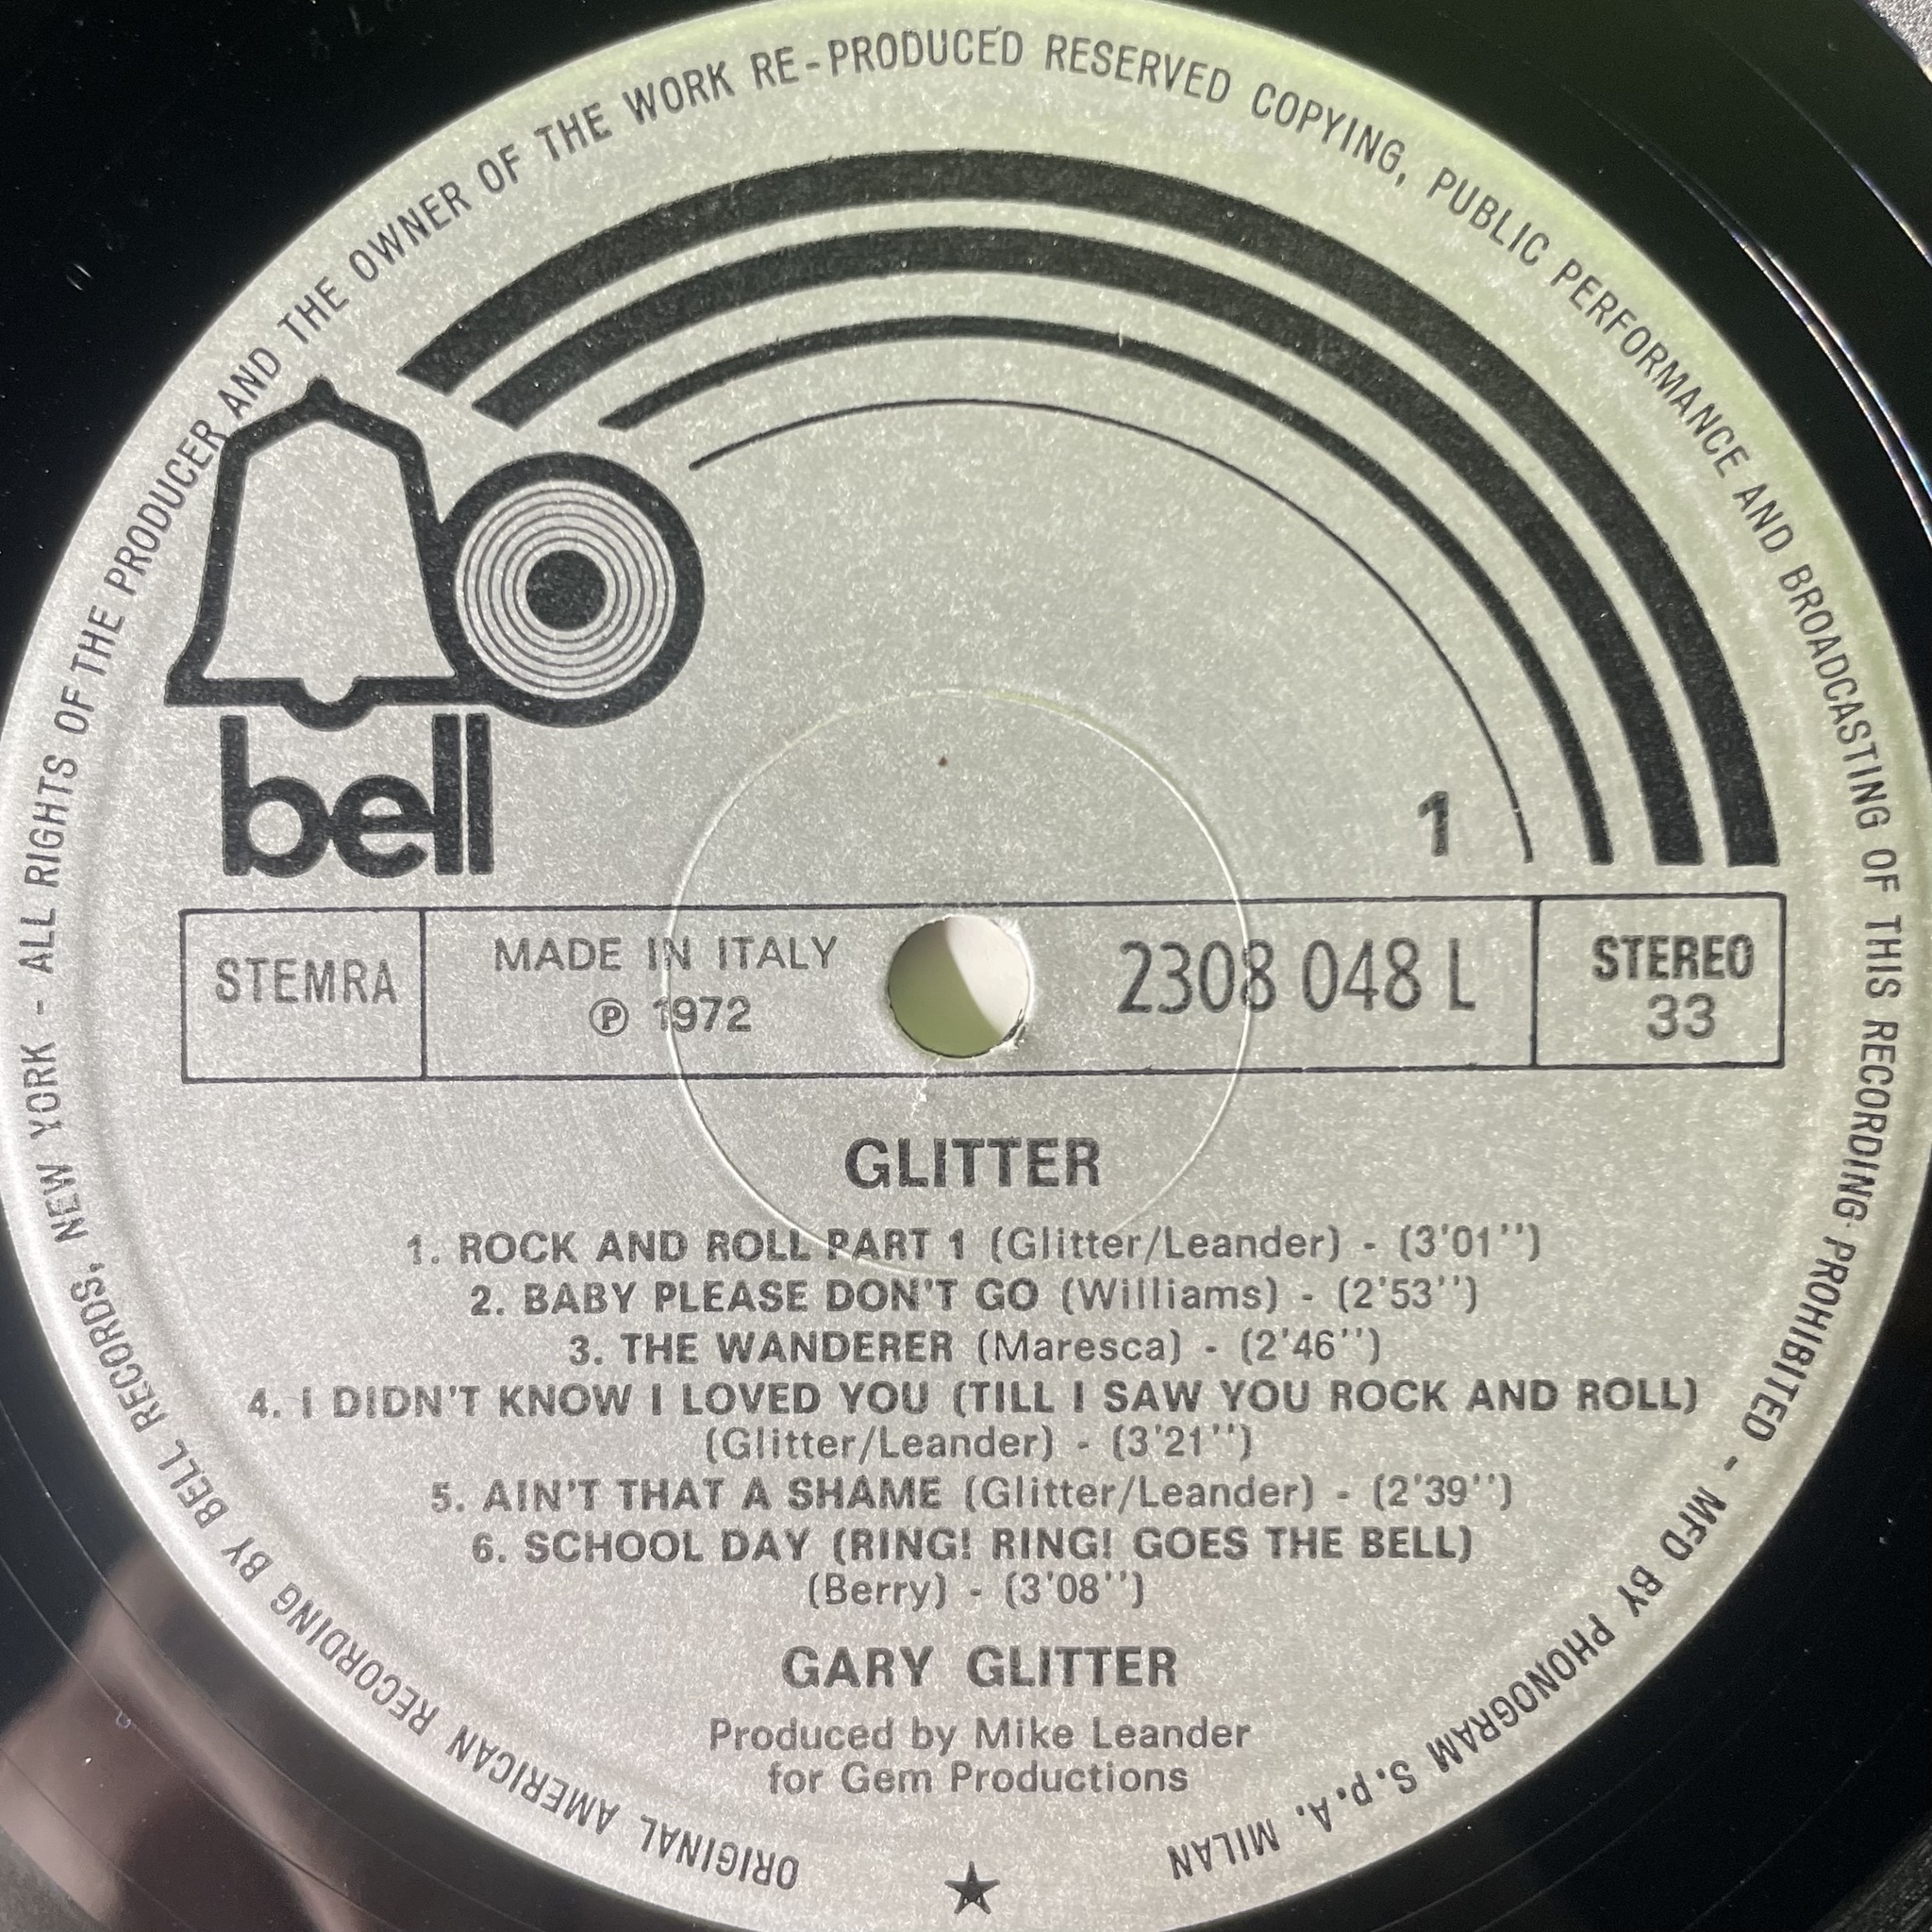 ORIGINAL AMERICAN RECORDING BY BELL RECORDS, NEW YORK - ALL RIGHTS OF THE PRODUCER AND THE OWNER OF THE WORK RE-PRODUCED RESERVED COPYING, PUBLIC PERFORMANCE AND BROADCASTING OF THIS RECORDING PROHIBITED - MFD BY PHONOGRAM S.p.A. MILAN
bell
1
STEMRA
MADE IN ITALY
℗ 1972
2308 048 L
STEREO
33
GLITTER
1. ROCK AND ROLL PART 1 (Glitter/Leander) - (3'01'')
2. BABY PLEASE DON'T GO (Williams) - (2'53'')
3. THE WANDERER (Maresca) - (2'46'')
4. I DIDN'T KNOW I LOVED YOU (TILL I SAW YOU ROCK AND ROLL)
(Glitter/Leander) - (3'21'')
5. AIN'T THAT A SHAME (Glitter/Leander) - (2'39'')
6. SCHOOL DAY (RING! RING! GOES THE BELL)
(Berry) - (3'08'')
GARY GLITTER
Produced by Mike Leander
for Gem Productions